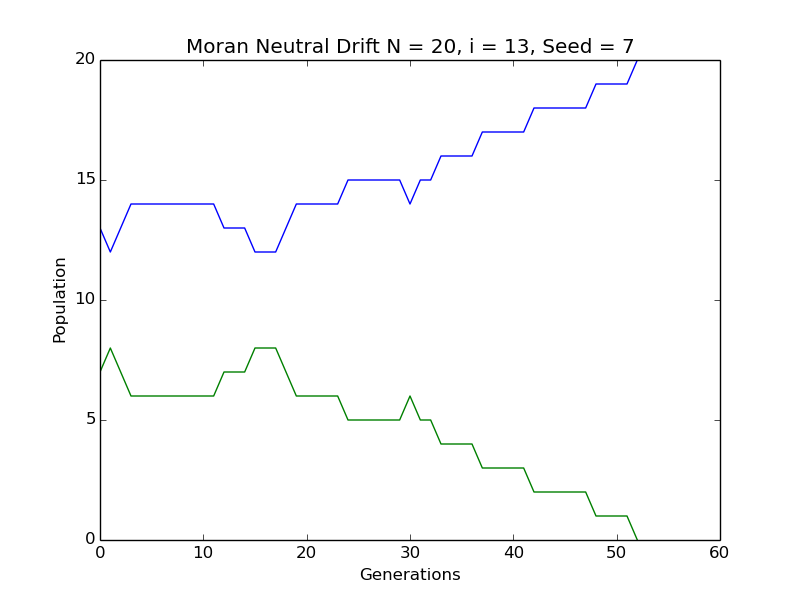 Moran Neutral Drift N = 20, i = 13, Seed = 7
20
15
10
5
0
Population
0 10 20 30 40 50 60
Generations